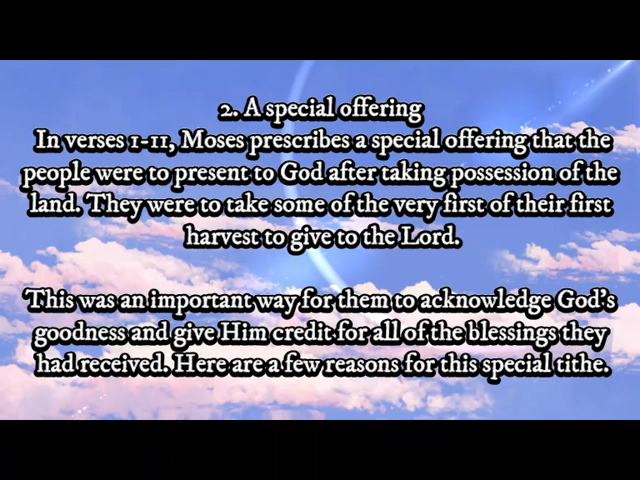 2. A special offering
In verses 1-11, Moses prescribes a special offering that the
people were to present to God after taking possession of the
land. They were to take some of the very first of their first
harvest to give to the Lord.
This was an important way for them to acknowledge God's
goodness and give Him credit for all of the blessings they
had received. Here are a few reasons for this special tithe.